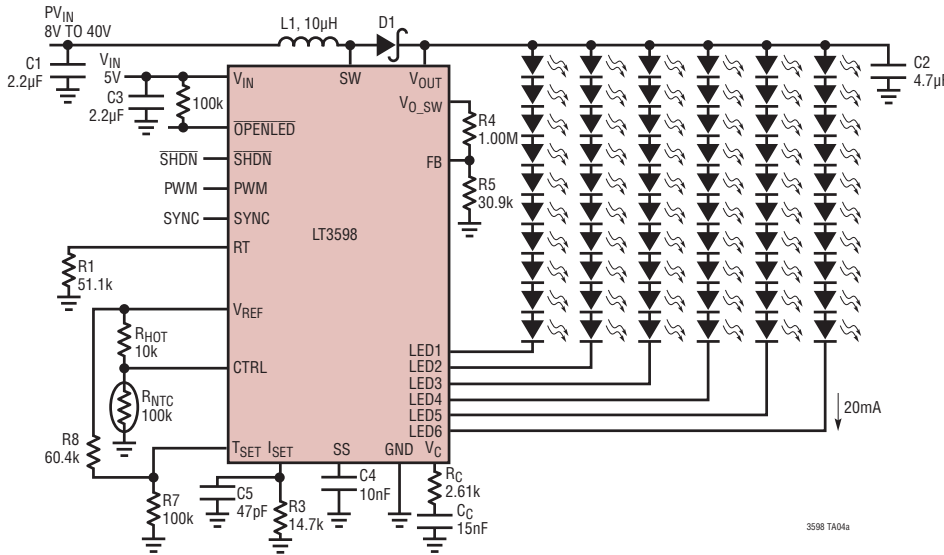 PVIN
8V TO 40V
L1, 10µH
D1
C1
2.2µF
VIN
5V
C3
2.2µF
100k
VIN
SW
VOUT
VO_SW
C2
4.7µF
OPENLED
R4
1.00M
SHDN
SHDN
FB
PWM
PWM
R5
30.9k
SYNC
SYNC
LT3598
RT
R1
51.1k
VREF
RHOT
10k
CTRL
LED1
LED2
LED3
LED4
LED5
LED6
20mA
RNTC
100k
R8
60.4k
TSET
ISET
SS
GND
VC
R7
100k
C5
47pF
R3
14.7k
C4
10nF
RC
2.61k
CC
15nF
3598 TA04a